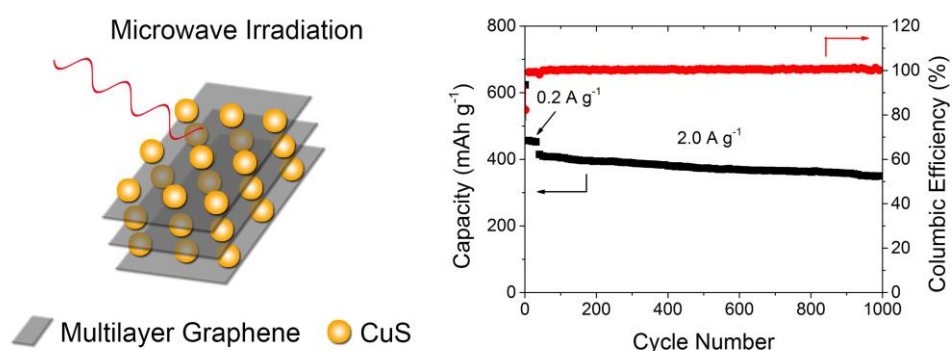 Microwave Irradiation
Multilayer Graphene
CuS
800
600
400
200
0
Capacity (mAh g⁻¹)
0.2 A g⁻¹
2.0 A g⁻¹
120
100
80
60
40
20
0
Columbic Efficiency (%)
0 200 400 600 800 1000
Cycle Number